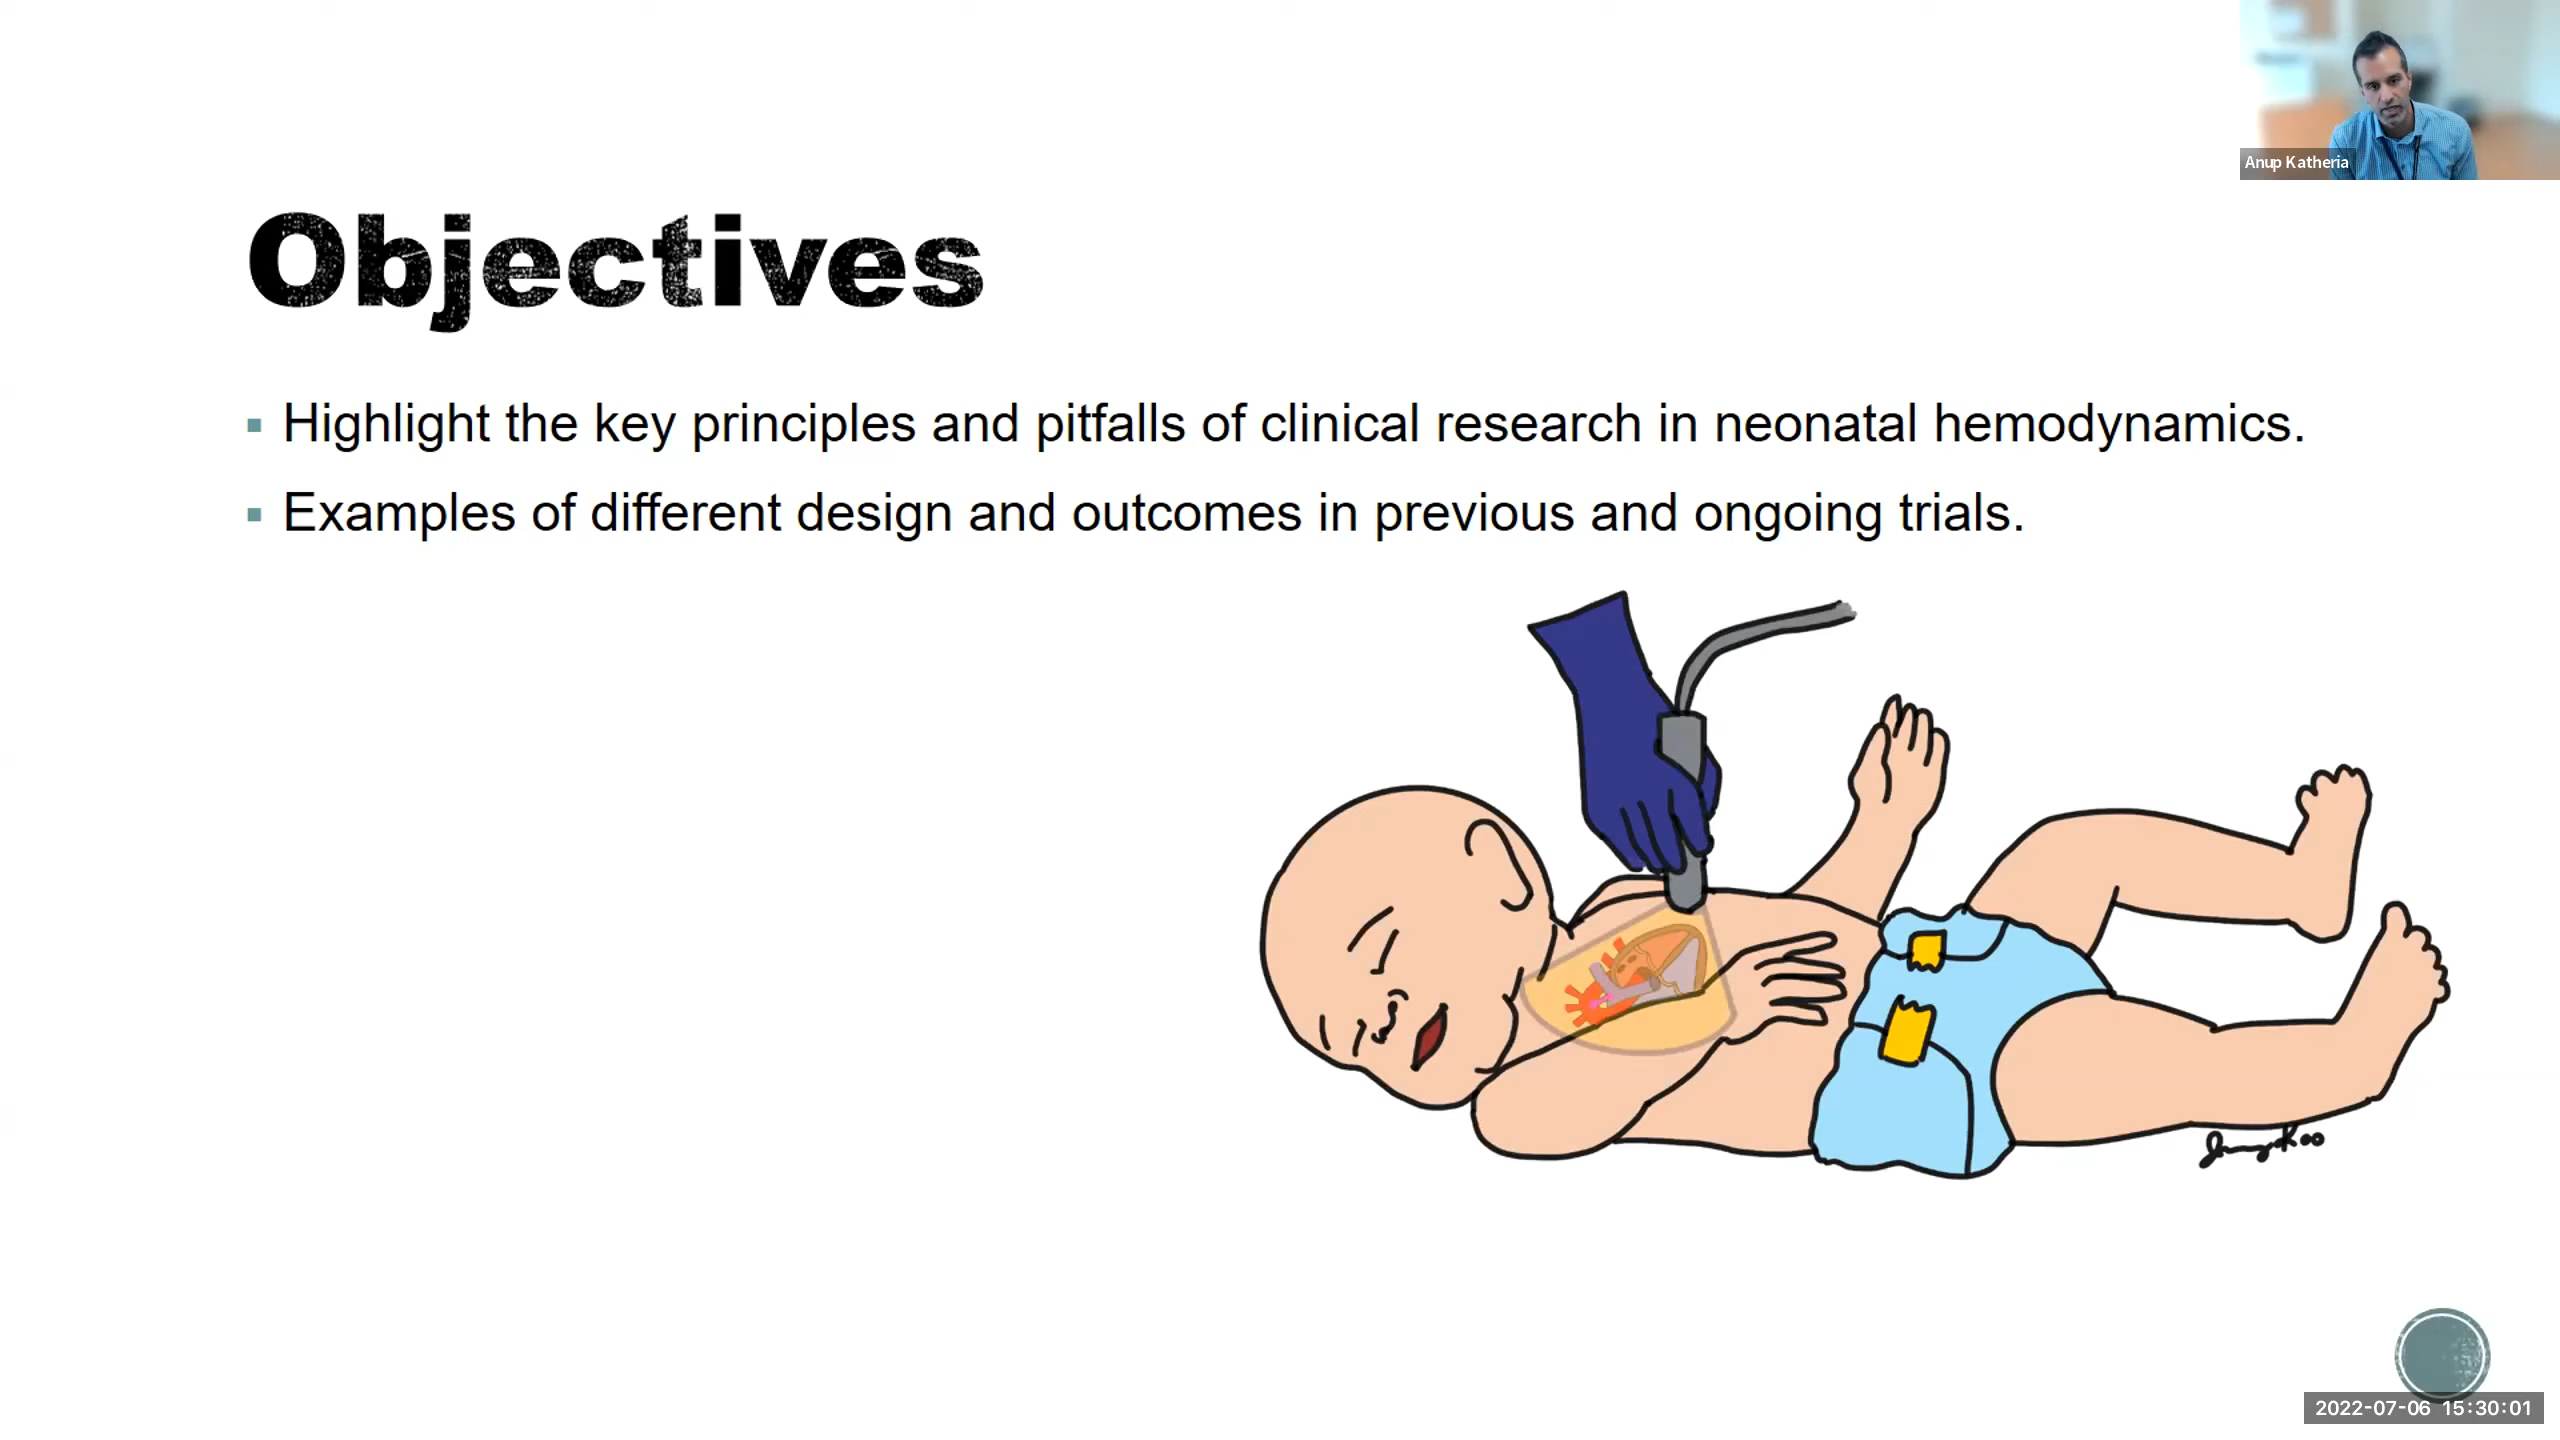 Anup Katheria
Objectives
▪ Highlight the key principles and pitfalls of clinical research in neonatal hemodynamics.
▪ Examples of different design and outcomes in previous and ongoing trials.
2022-07-06 15:30:01